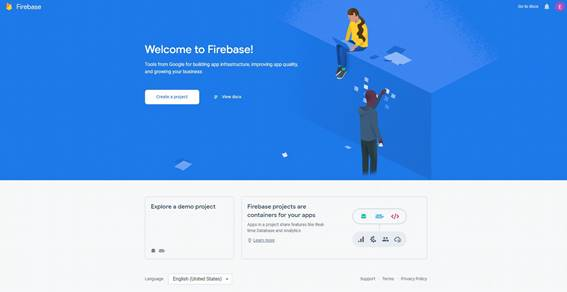 Firebase
Go to docs
E
Welcome to Firebase!
Tools from Google for building app infrastructure, improving app quality,
and growing your business
Create a project
View docs
Explore a demo project
Firebase projects are
containers for your apps
Apps in a project share features like Real-
time Database and Analytics
Learn more
Language
English (United States)
Support · Terms · Privacy Policy